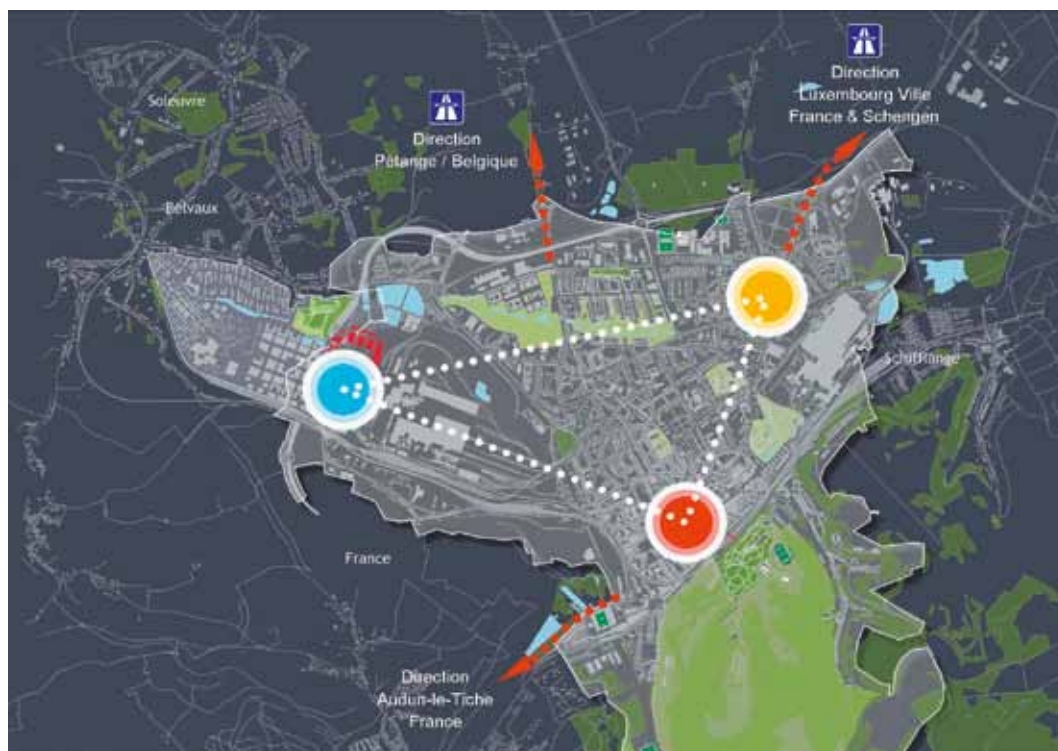 Direction
Luxembourg Ville
France & Schengen
Soleuvre
Direction
Pétange / Belgique
Belvaux
Schifflange
France
Direction
Audun-le-Tiche
France